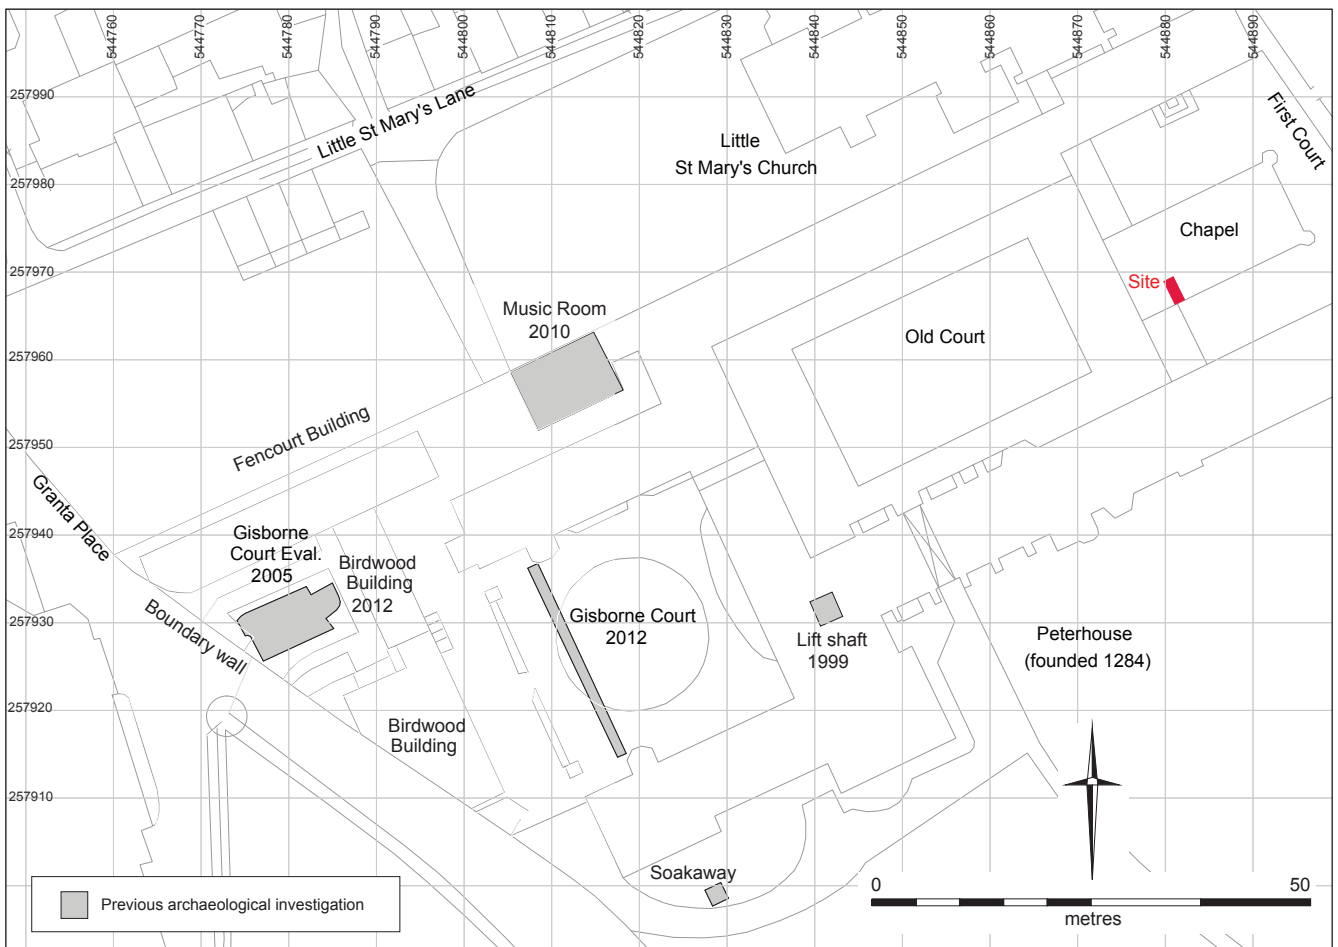 544760
544770
544780
544790
544800
544810
544820
544830
544840
544850
544860
544870
544880
544890
257990
257980
257970
257960
257950
257940
257930
257920
257910
Little St Mary's Lane
Little
St Mary's Church
First Court
Chapel
Site
Music Room
2010
Old Court
Fencourt Building
Granta Place
Gisborne
Court Eval.
2005
Birdwood
Building
2012
Boundary wall
Gisborne Court
2012
Lift shaft
1999
Peterhouse
(founded 1284)
Birdwood
Building
Soakaway
Previous archaeological investigation
0
50
metres